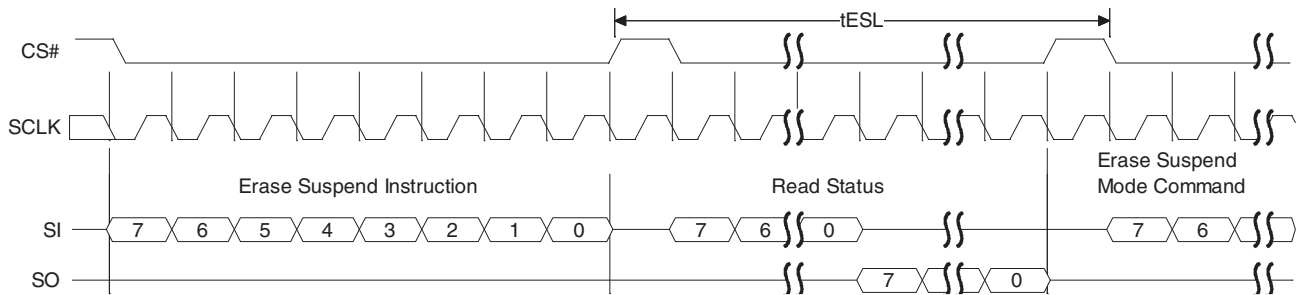 tESL
CS#
SCLK
Erase Suspend Instruction
Read Status
Erase Suspend
Mode Command
SI 7 6 5 4 3 2 1 0 7 6 0 7 6
SO 7 0